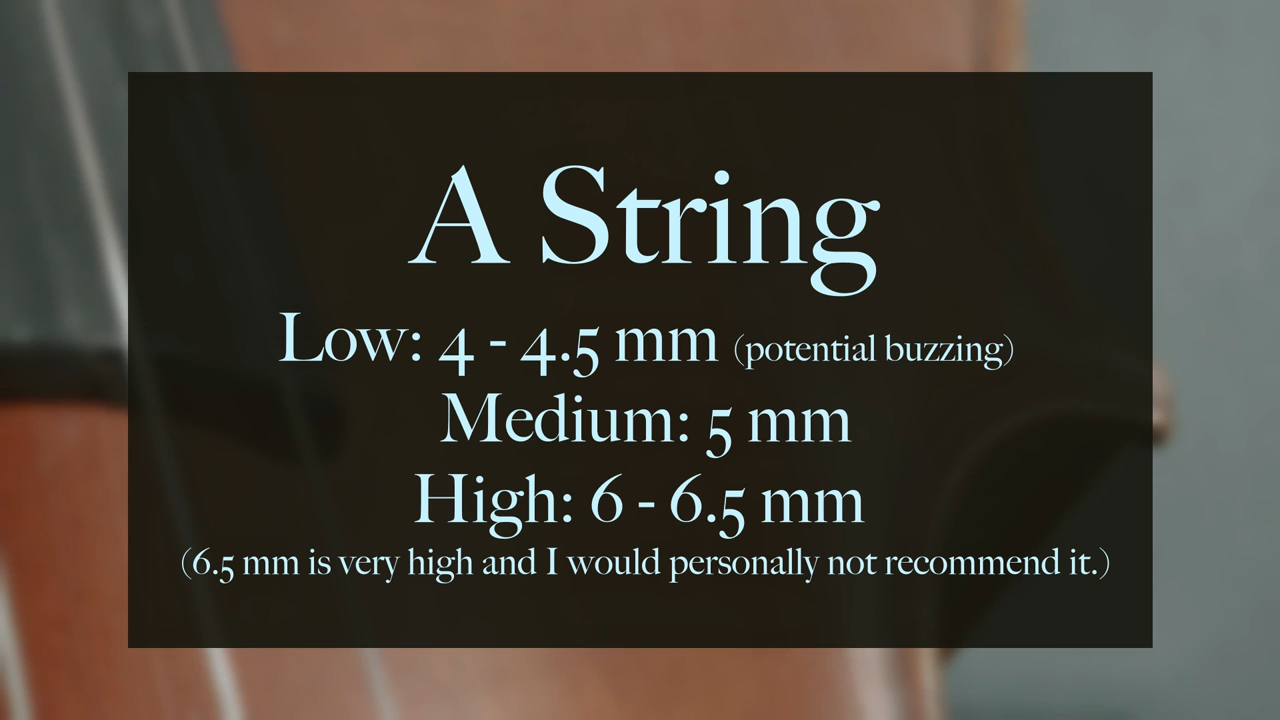 A String
Low: 4 - 4.5 mm (potential buzzing)
Medium: 5 mm
High: 6 - 6.5 mm
(6.5 mm is very high and I would personally not recommend it.)